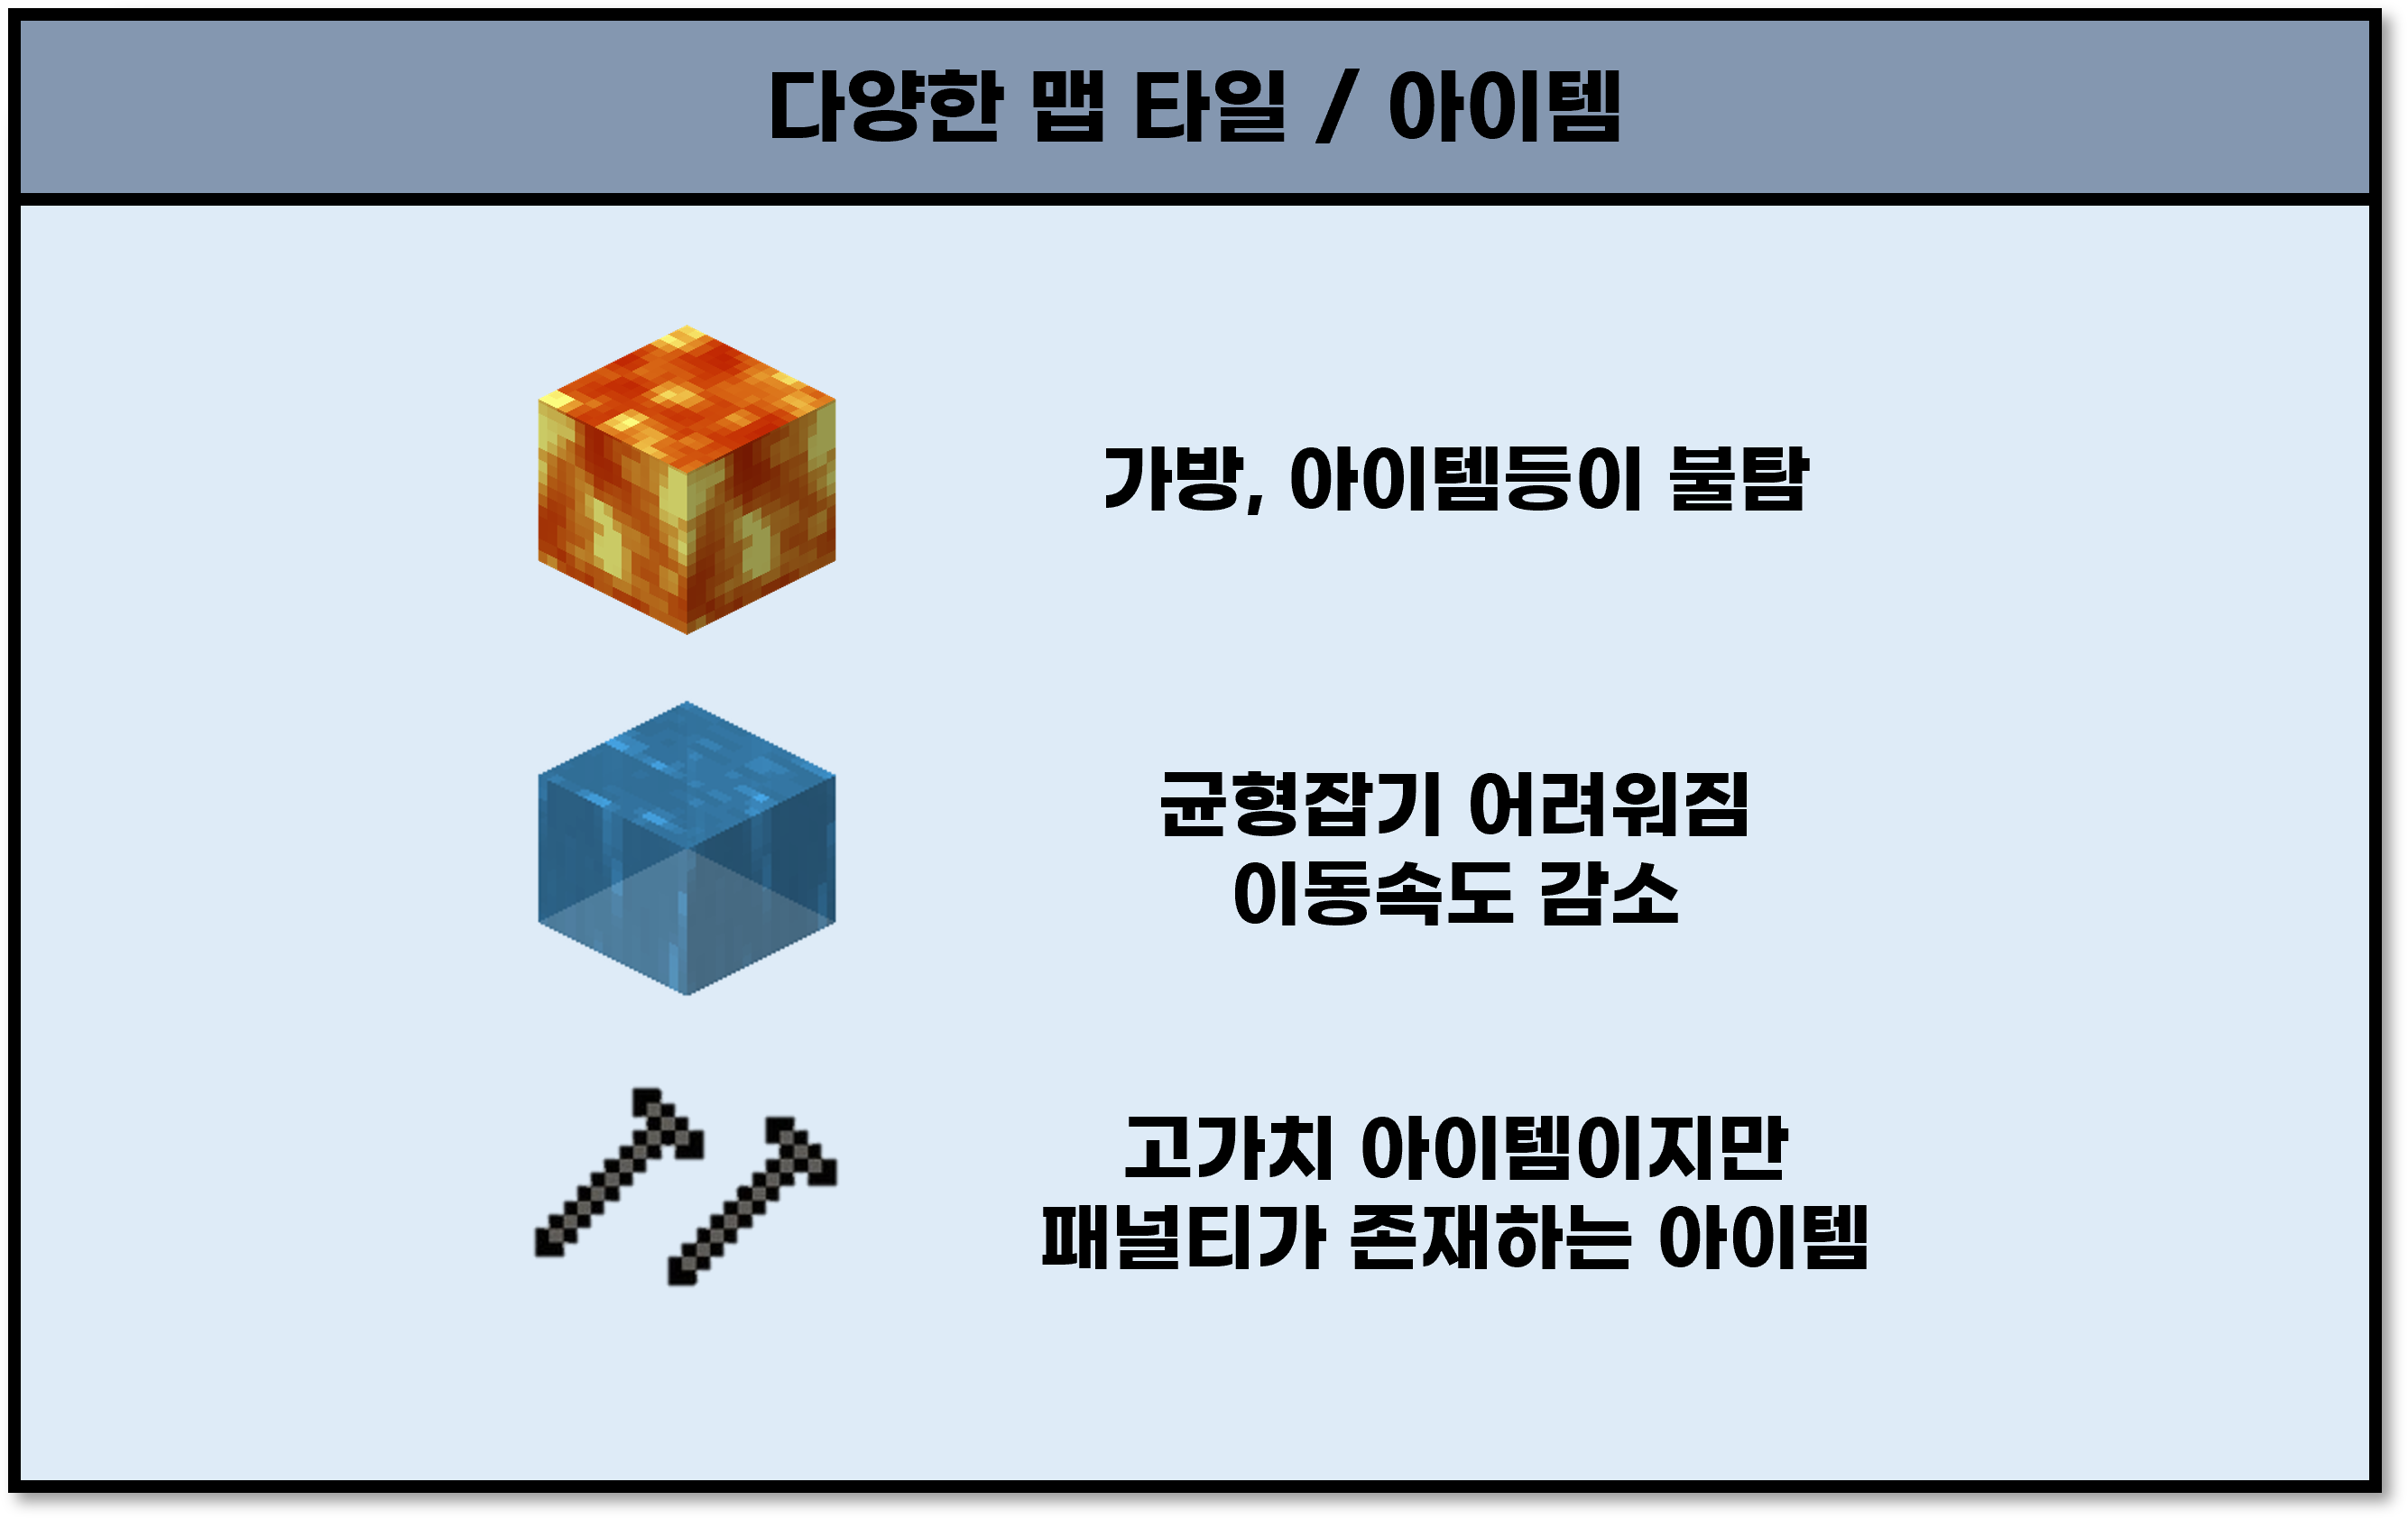 다양한 맵 타일 / 아이템
가방, 아이템등이 불탐
균형잡기 어려워짐
이동속도 감소
고가치 아이템이지만
패널티가 존재하는 아이템